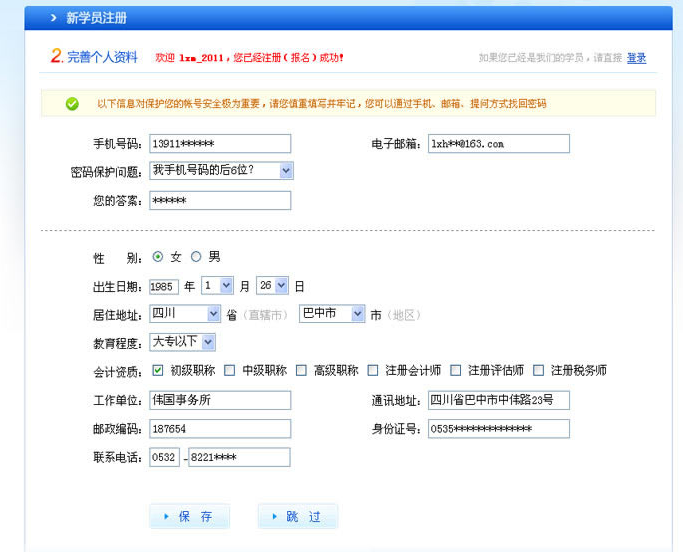 新学员注册
2.完善个人资料 欢迎 lxm_2011，您已经注册（报名）成功！ 如果您已经是我们的学员，请直接 登录
以下信息对保护您的帐号安全极为重要，请您慎重填写并牢记，您可以通过手机、邮箱、提问方式找回密码
手机号码： 13911****** 电子邮箱： lxh**@163.com
密码保护问题： 我手机号码的后6位？
您的答案： ******
性 别： 女 男
出生日期： 1985 年 1 月 26 日
居住地址： 四川 省（直辖市） 巴中市 市（地区）
教育程度： 大专以下
会计资质： 初级职称 中级职称 高级职称 注册会计师 注册评估师 注册税务师
工作单位： 伟国事务所 通讯地址： 四川省巴中市中伟路23号
邮政编码： 187654 身份证号： 0535**************
联系电话： 0532 -8221****
保 存 跳 过